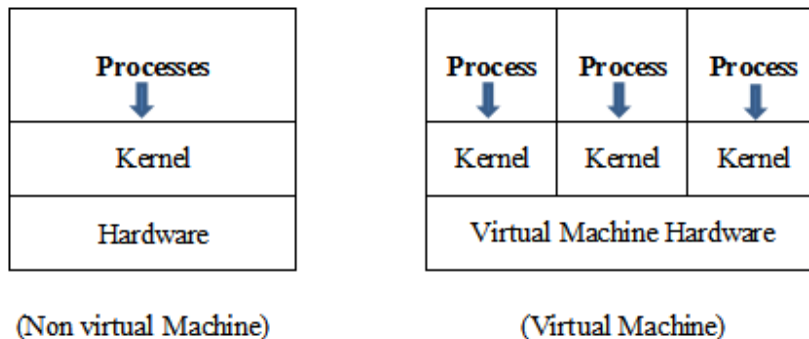 Processes
Kernel
Hardware
(Non virtual Machine)
Process Process Process
Kernel Kernel Kernel
Virtual Machine Hardware
(Virtual Machine)